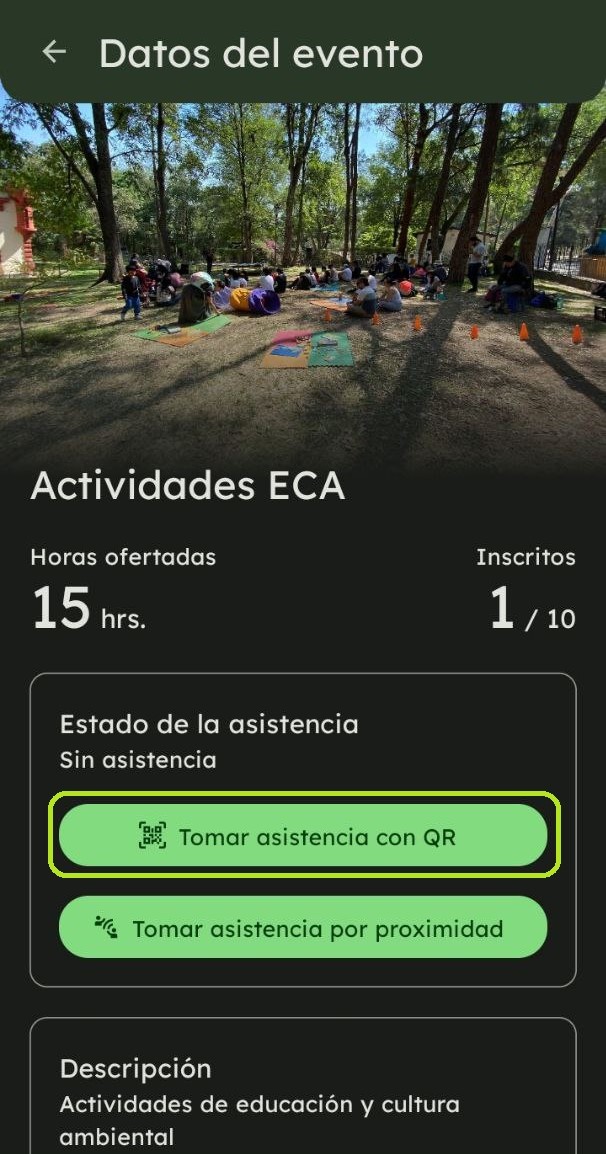 Datos del evento
Actividades ECA
Horas ofertadas
Inscritos
15 hrs.
1 / 10
Estado de la asistencia
Sin asistencia
Tomar asistencia con QR
Tomar asistencia por proximidad
Descripción
Actividades de educación y cultura
ambiental